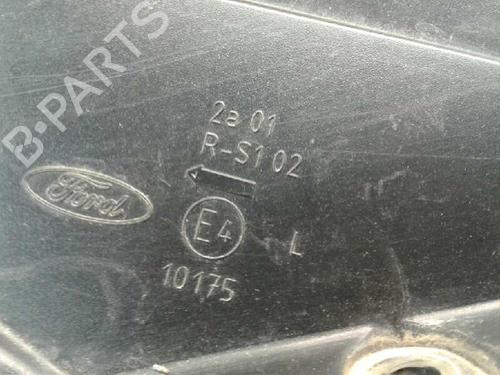 B-PARTS
2a 01
R-S1 02
Ford
E4
L
10175